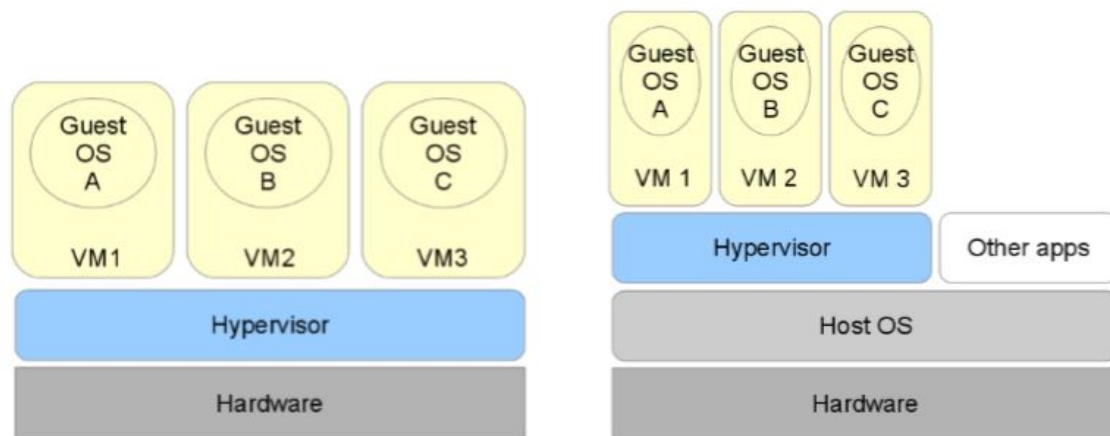 Guest
OS
A
VM1
Guest
OS
B
VM2
Guest
OS
C
VM3
Hypervisor
Hardware
Guest
OS
A
VM 1
Guest
OS
B
VM 2
Guest
OS
C
VM 3
Hypervisor
Other apps
Host OS
Hardware